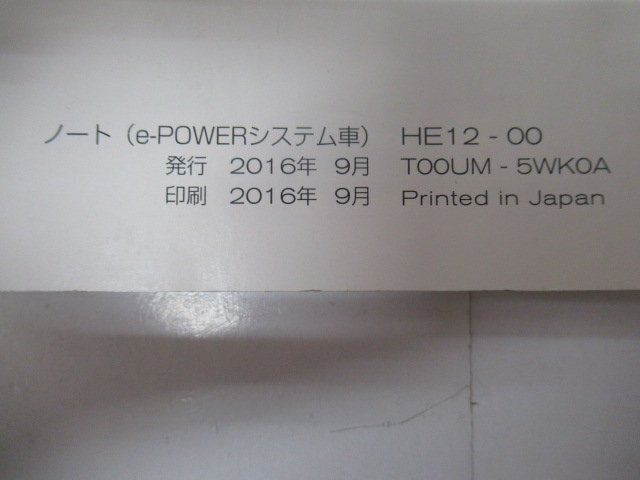 ノート（e-POWERシステム車） HE12 - 00
発行 2016年 9月 T00UM - 5WK0A
印刷 2016年 9月 Printed in Japan